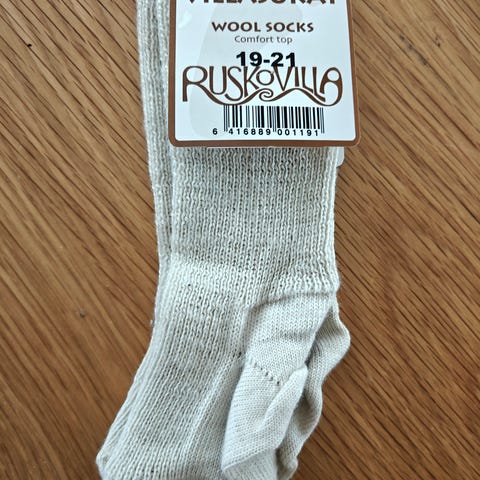 VILLASUKAT
WOOL SOCKS
Comfort top
19-21
RUSKOVILLA
6 416889 001191